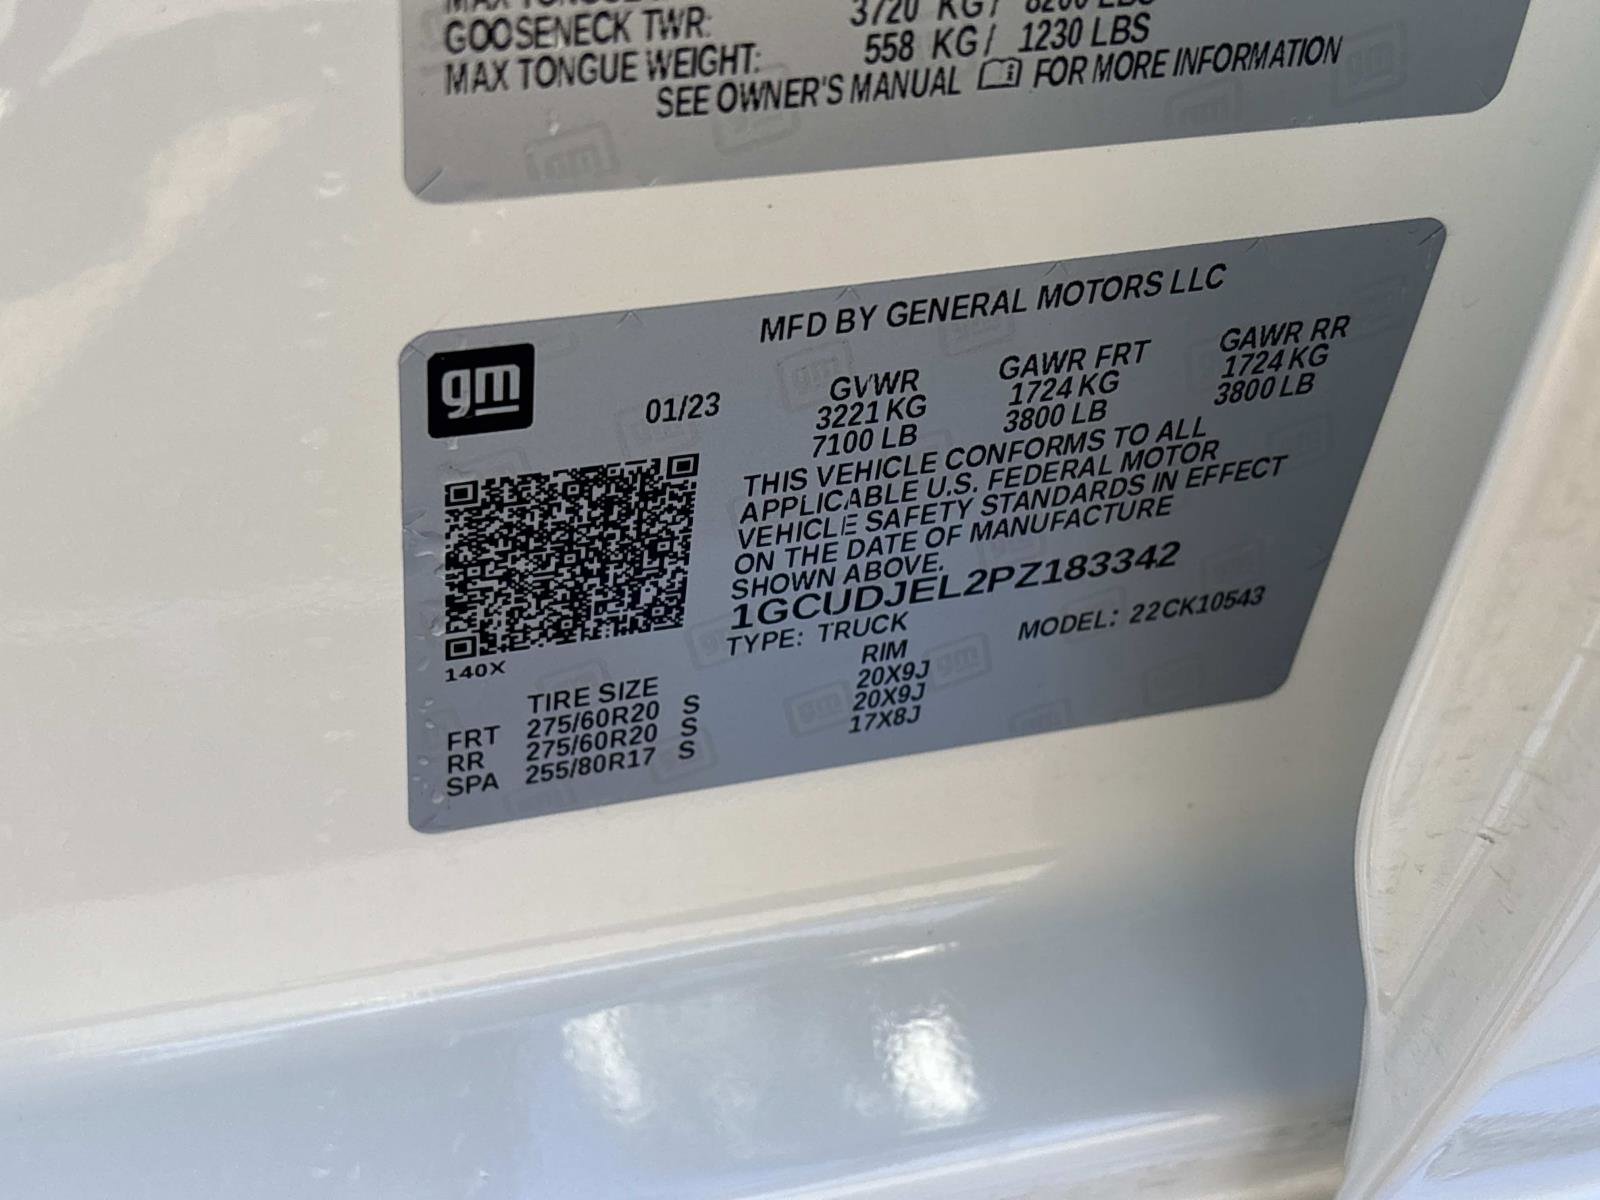 GOOSENECK TWR: 3720 KG / 8200 LBS
MAX TONGUE WEIGHT: 558 KG / 1230 LBS
SEE OWNER'S MANUAL FOR MORE INFORMATION
MFD BY GENERAL MOTORS LLC
gm
01/23 GVWR GAWR FRT GAWR RR
3221 KG 1724 KG 1724 KG
7100 LB 3800 LB 3800 LB
THIS VEHICLE CONFORMS TO ALL
APPLICABLE U.S. FEDERAL MOTOR
VEHICLE SAFETY STANDARDS IN EFFECT
ON THE DATE OF MANUFACTURE
SHOWN ABOVE.
1GCUDJEL2PZ183342
TYPE: TRUCK MODEL: 22CK10543
140X
TIRE SIZE RIM
FRT 275/60R20 S 20X9J
RR 275/60R20 S 20X9J
SPA 255/80R17 S 17X8J